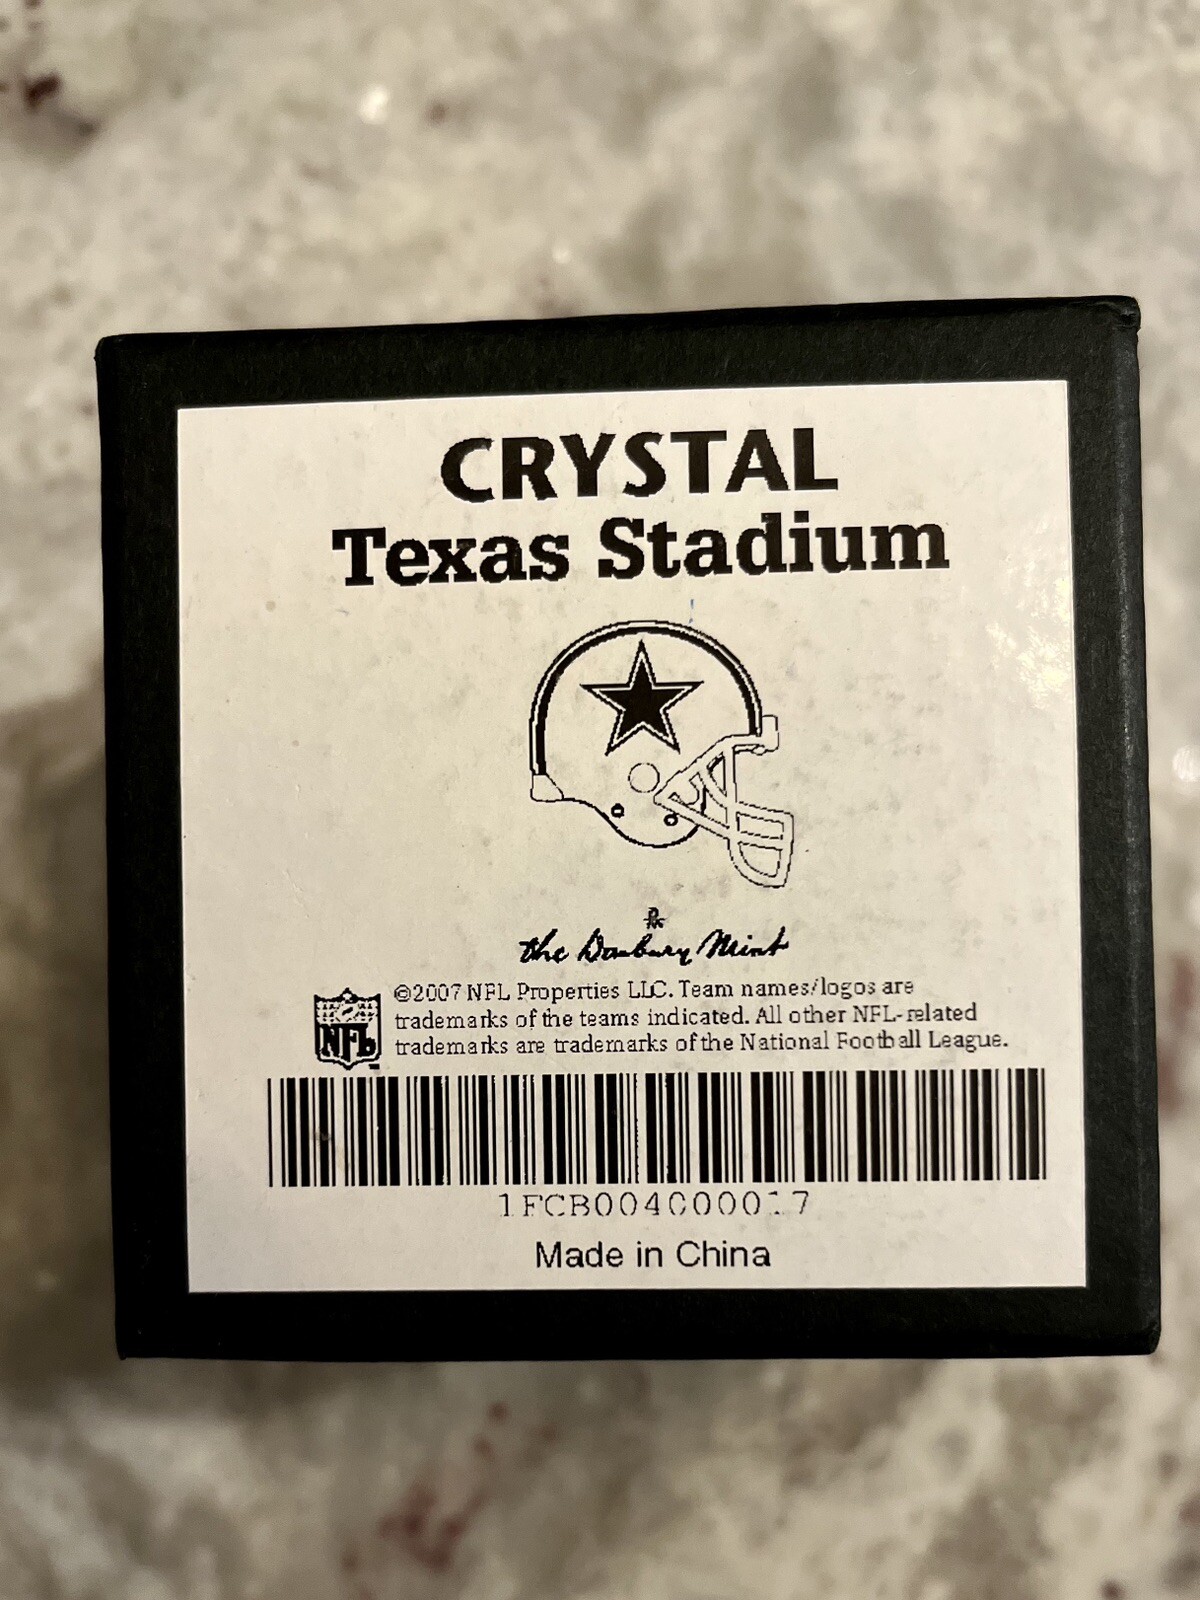 CRYSTAL
Texas Stadium
the Danbury Mint
©2007 NFL Properties LLC. Team names/logos are
trademarks of the teams indicated. All other NFL-related
trademarks are trademarks of the National Football League.
NFL
1FCB004000017
Made in China